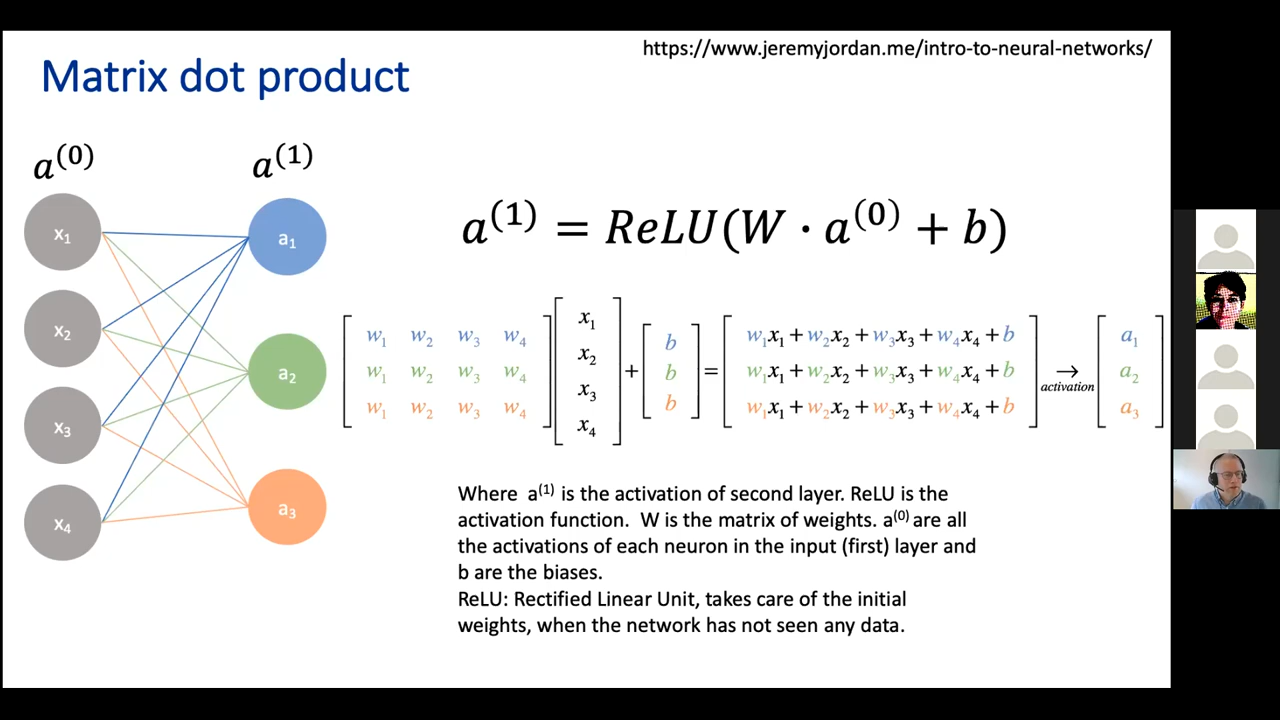 https://www.jeremyjordan.me/intro-to-neural-networks/
Matrix dot product
a⁽⁰⁾ a⁽¹⁾
a⁽¹⁾ = ReLU(W · a⁽⁰⁾ + b)
x₁
x₂
x₃
x₄
a₁
a₂
a₃
w₁ w₂ w₃ w₄
w₁ w₂ w₃ w₄
w₁ w₂ w₃ w₄
x₁
x₂
x₃
x₄
+
b
b
b
=
w₁x₁ + w₂x₂ + w₃x₃ + w₄x₄ + b
w₁x₁ + w₂x₂ + w₃x₃ + w₄x₄ + b
w₁x₁ + w₂x₂ + w₃x₃ + w₄x₄ + b
→
activation
a₁
a₂
a₃
Where a⁽¹⁾ is the activation of second layer. ReLU is the
activation function. W is the matrix of weights. a⁽⁰⁾ are all
the activations of each neuron in the input (first) layer and
b are the biases.
ReLU: Rectified Linear Unit, takes care of the initial
weights, when the network has not seen any data.